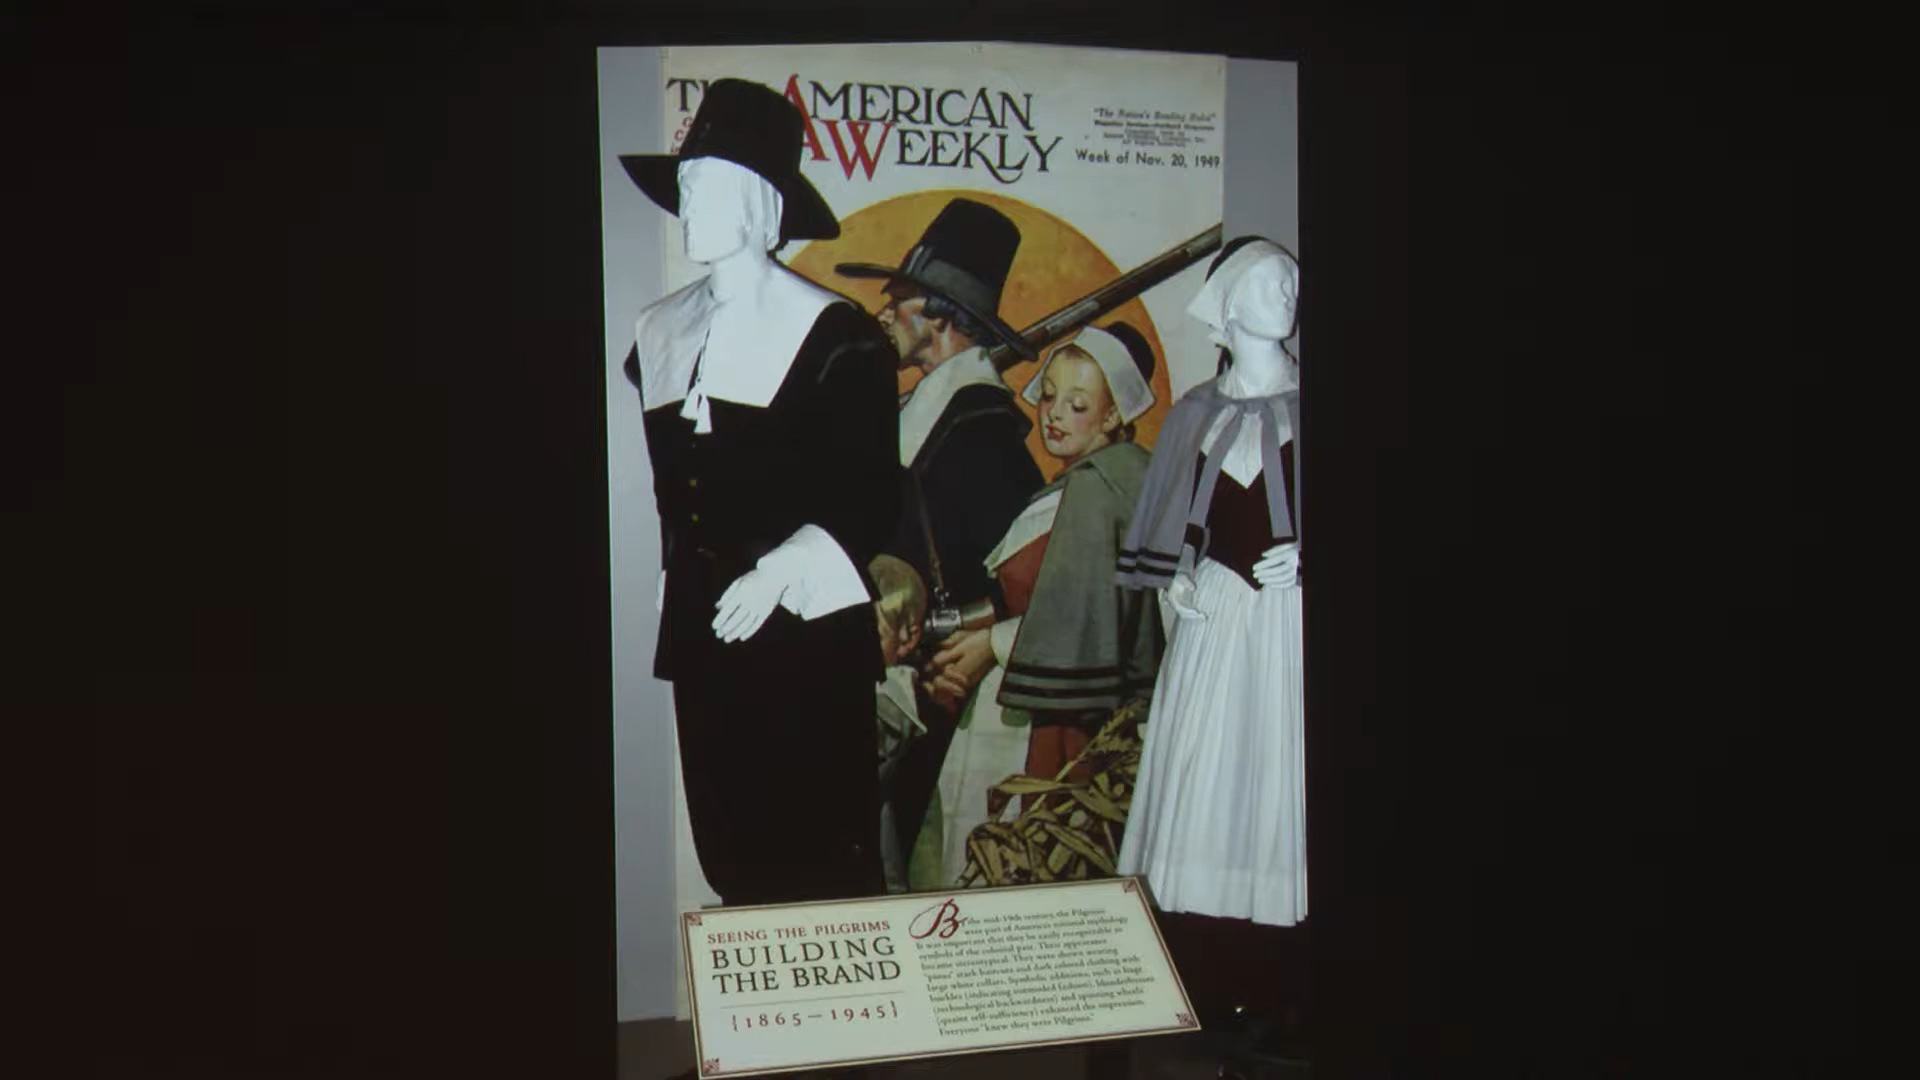 AMERICAN
WEEKLY
"The Nation's Reading Habit"
Week of Nov. 20, 1949
SEEING THE PILGRIMS
BUILDING
THE BRAND
{1865—1945}
By the mid-19th century, the Pilgrims
were part of America's national mythology
It was important that they be easily recognizable as
symbols of the colonial past. Their appearance
became stereotypical. They were shown wearing
"pious" stark haircuts and dark colored clothing with
large white collars. Symbolic additions, such as huge
buckles (indicating outmoded fashion), blunderbusses
(technological backwardness) and spinning wheels
(quaint self-sufficiency) enhanced the impression.
Everyone "knew they were Pilgrims."